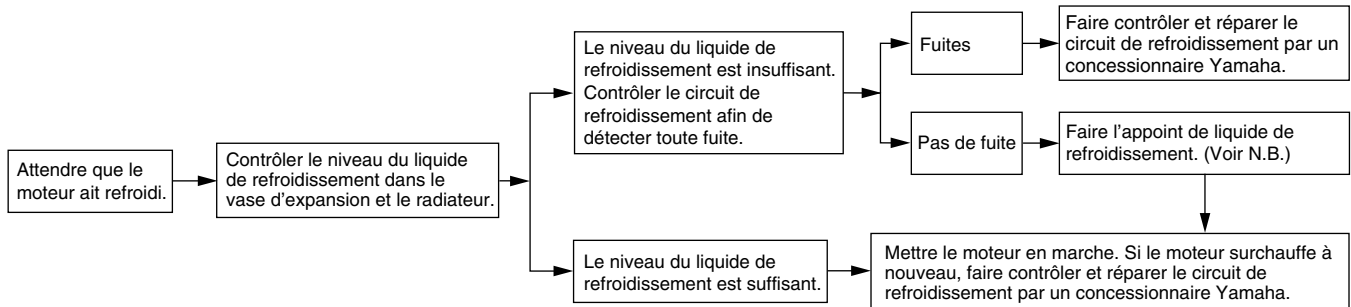 Attendre que le
moteur ait refroidi.
Contrôler le niveau du liquide
de refroidissement dans le
vase d’expansion et le radiateur.
Le niveau du liquide de
refroidissement est insuffisant.
Contrôler le circuit de
refroidissement afin de
détecter toute fuite.
Fuites
Faire contrôler et réparer le
circuit de refroidissement par un
concessionnaire Yamaha.
Pas de fuite
Faire l’appoint de liquide de
refroidissement. (Voir N.B.)
Le niveau du liquide de
refroidissement est suffisant.
Mettre le moteur en marche. Si le moteur surchauffe à
nouveau, faire contrôler et réparer le circuit de
refroidissement par un concessionnaire Yamaha.